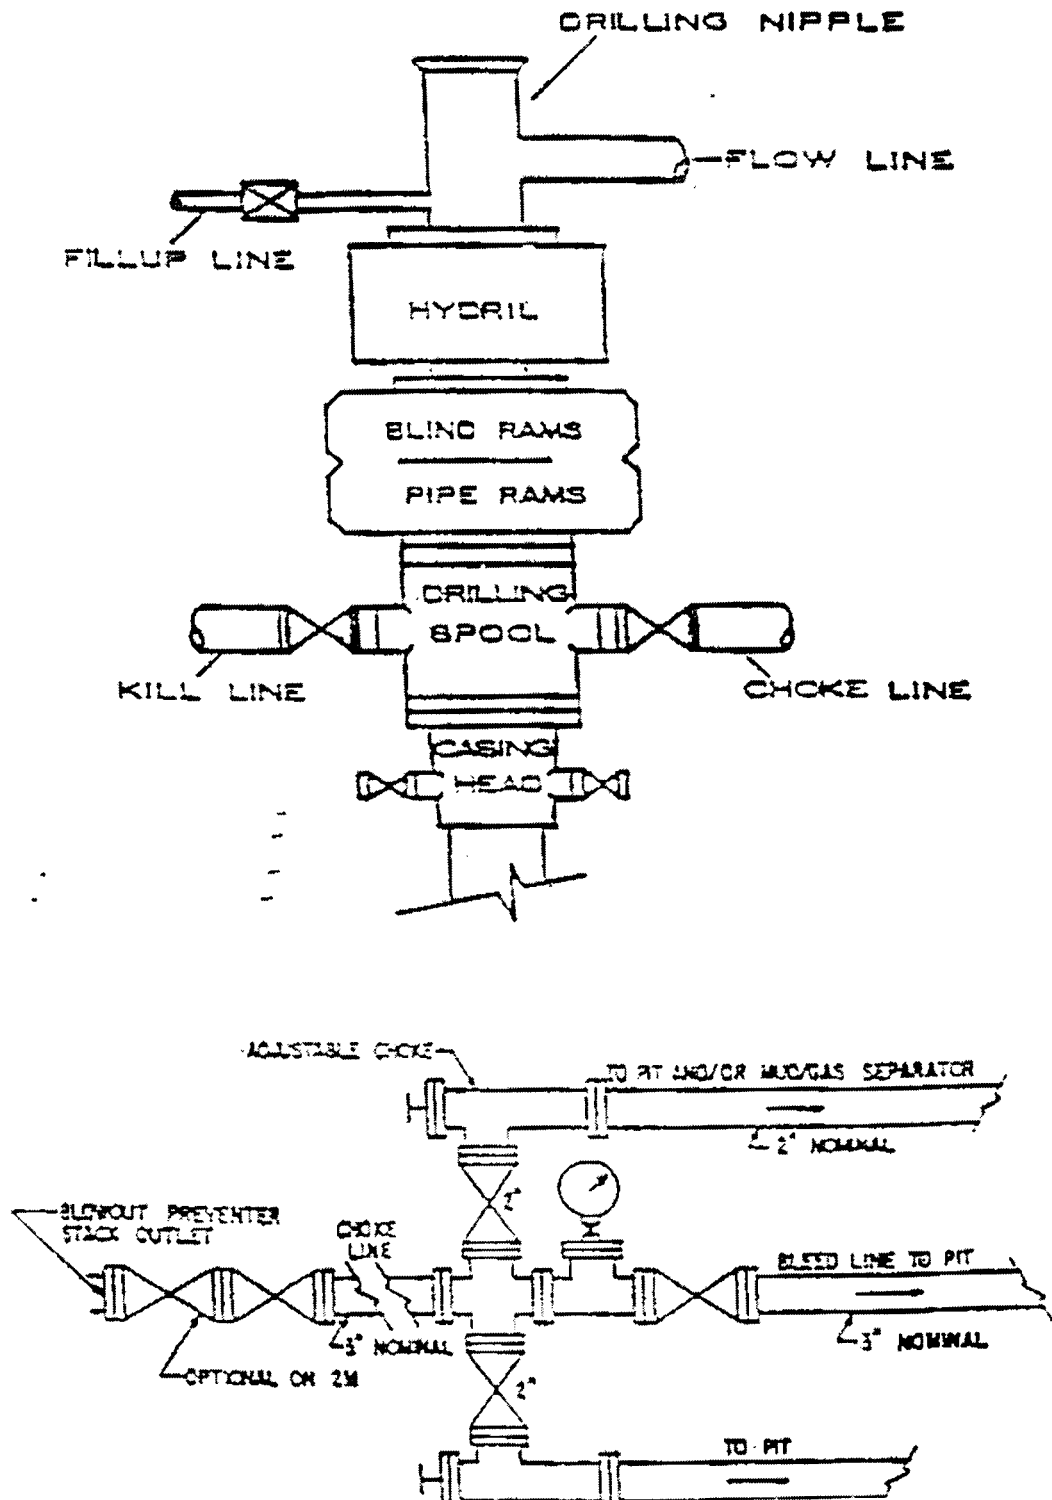 DRILLING NIPPLE
FLOW LINE
FILLUP LINE
HYDRIL
BLIND RAMS
PIPE RAMS
DRILLING
SPOOL
KILL LINE
CHOKE LINE
CASING
HEAD
ADJUSTABLE CHOKE
TO PIT AND/OR MUD/GAS SEPARATOR
2" NOMINAL
2"
BLOWOUT PREVENTER
STACK OUTLET
CHOKE
LINE
BLEED LINE TO PIT
3" NOMINAL
3" NOMINAL
OPTIONAL ON 2M
2"
TO PIT